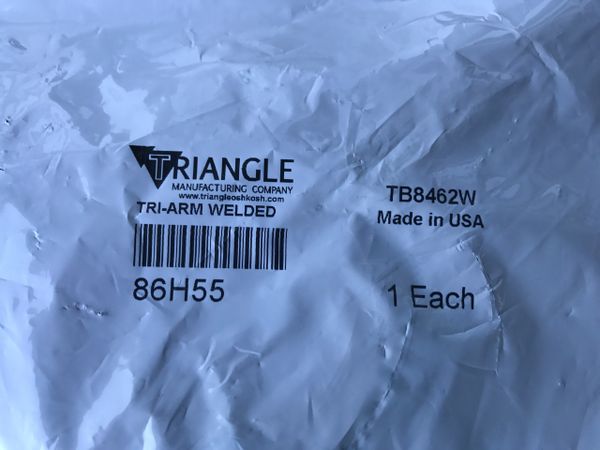 TRIANGLE
MANUFACTURING COMPANY
www.triangleoshkosh.com
TRI-ARM WELDED
86H55
TB8462W
Made in USA
1 Each